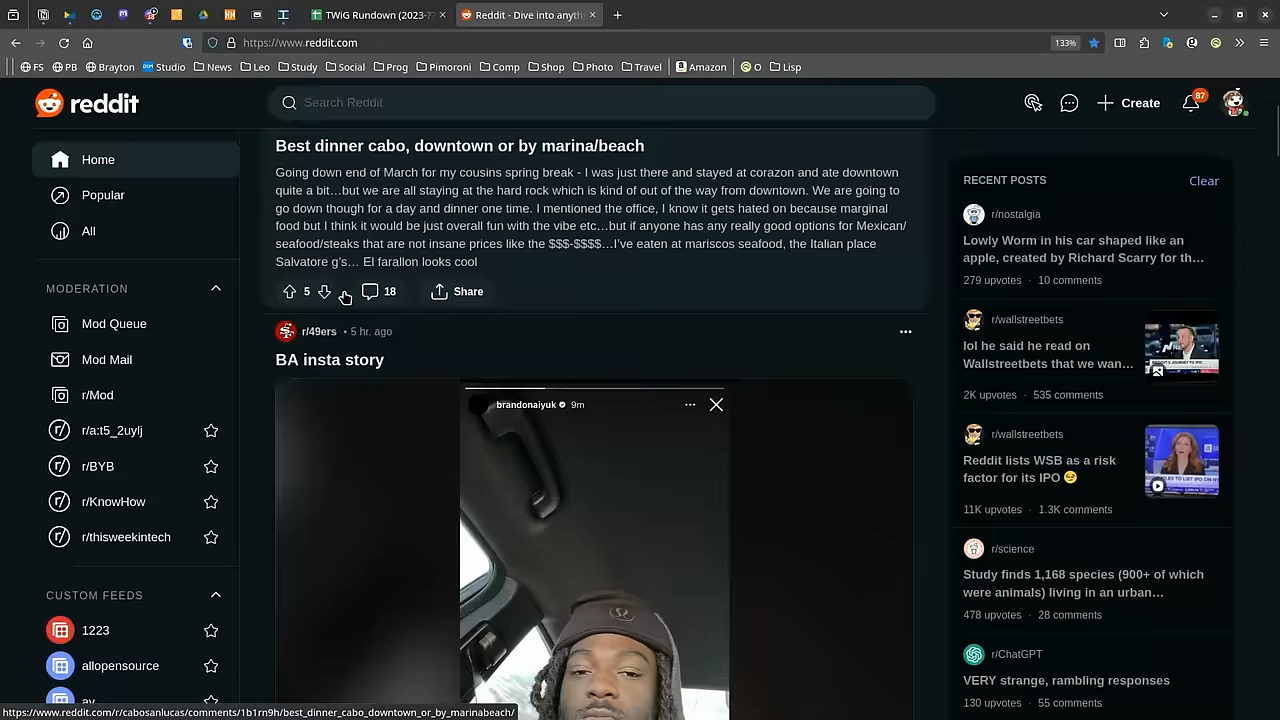 TWiG Rundown (2023-?
Reddit - Dive into anyth
https://www.reddit.com
133%
FS
PB
Brayton
Studio
News
Leo
Study
Social
Prog
Pimoroni
Comp
Shop
Photo
Travel
Amazon
O
Lisp
reddit
Search Reddit
Create
87
Home
Popular
All
MODERATION
Mod Queue
Mod Mail
r/Mod
r/a:t5_2uylj
r/BYB
r/KnowHow
r/thisweekintech
CUSTOM FEEDS
1223
allopensource
av
Best dinner cabo, downtown or by marina/beach
Going down end of March for my cousins spring break - I was just there and stayed at corazon and ate downtown
quite a bit…but we are all staying at the hard rock which is kind of out of the way from downtown. We are going
to go down though for a day and dinner one time. I mentioned the office, I know it gets hated on because marginal
food but I think it would be just overall fun with the vibe etc…but if anyone has any really good options for Mexican/
seafood/steaks that are not insane prices like the $$$-$$$$…I've eaten at mariscos seafood, the Italian place
Salvatore g's… El farallon looks cool
5
18
Share
r/49ers • 5 hr. ago
BA insta story
brandonaiyuk 9m
RECENT POSTS
Clear
r/nostalgia
Lowly Worm in his car shaped like an
apple, created by Richard Scarry for th…
279 upvotes · 10 comments
r/wallstreetbets
lol he said he read on
Wallstreetbets that we wan…
2K upvotes · 535 comments
r/wallstreetbets
Reddit lists WSB as a risk
factor for its IPO 🥴
11K upvotes · 1.3K comments
r/science
Study finds 1,168 species (900+ of which
were animals) living in an urban…
478 upvotes · 28 comments
r/ChatGPT
VERY strange, rambling responses
130 upvotes · 55 comments
https://www.reddit.com/r/cabosanlucas/comments/1b1rn9h/best_dinner_cabo_downtown_or_by_marinabeach/